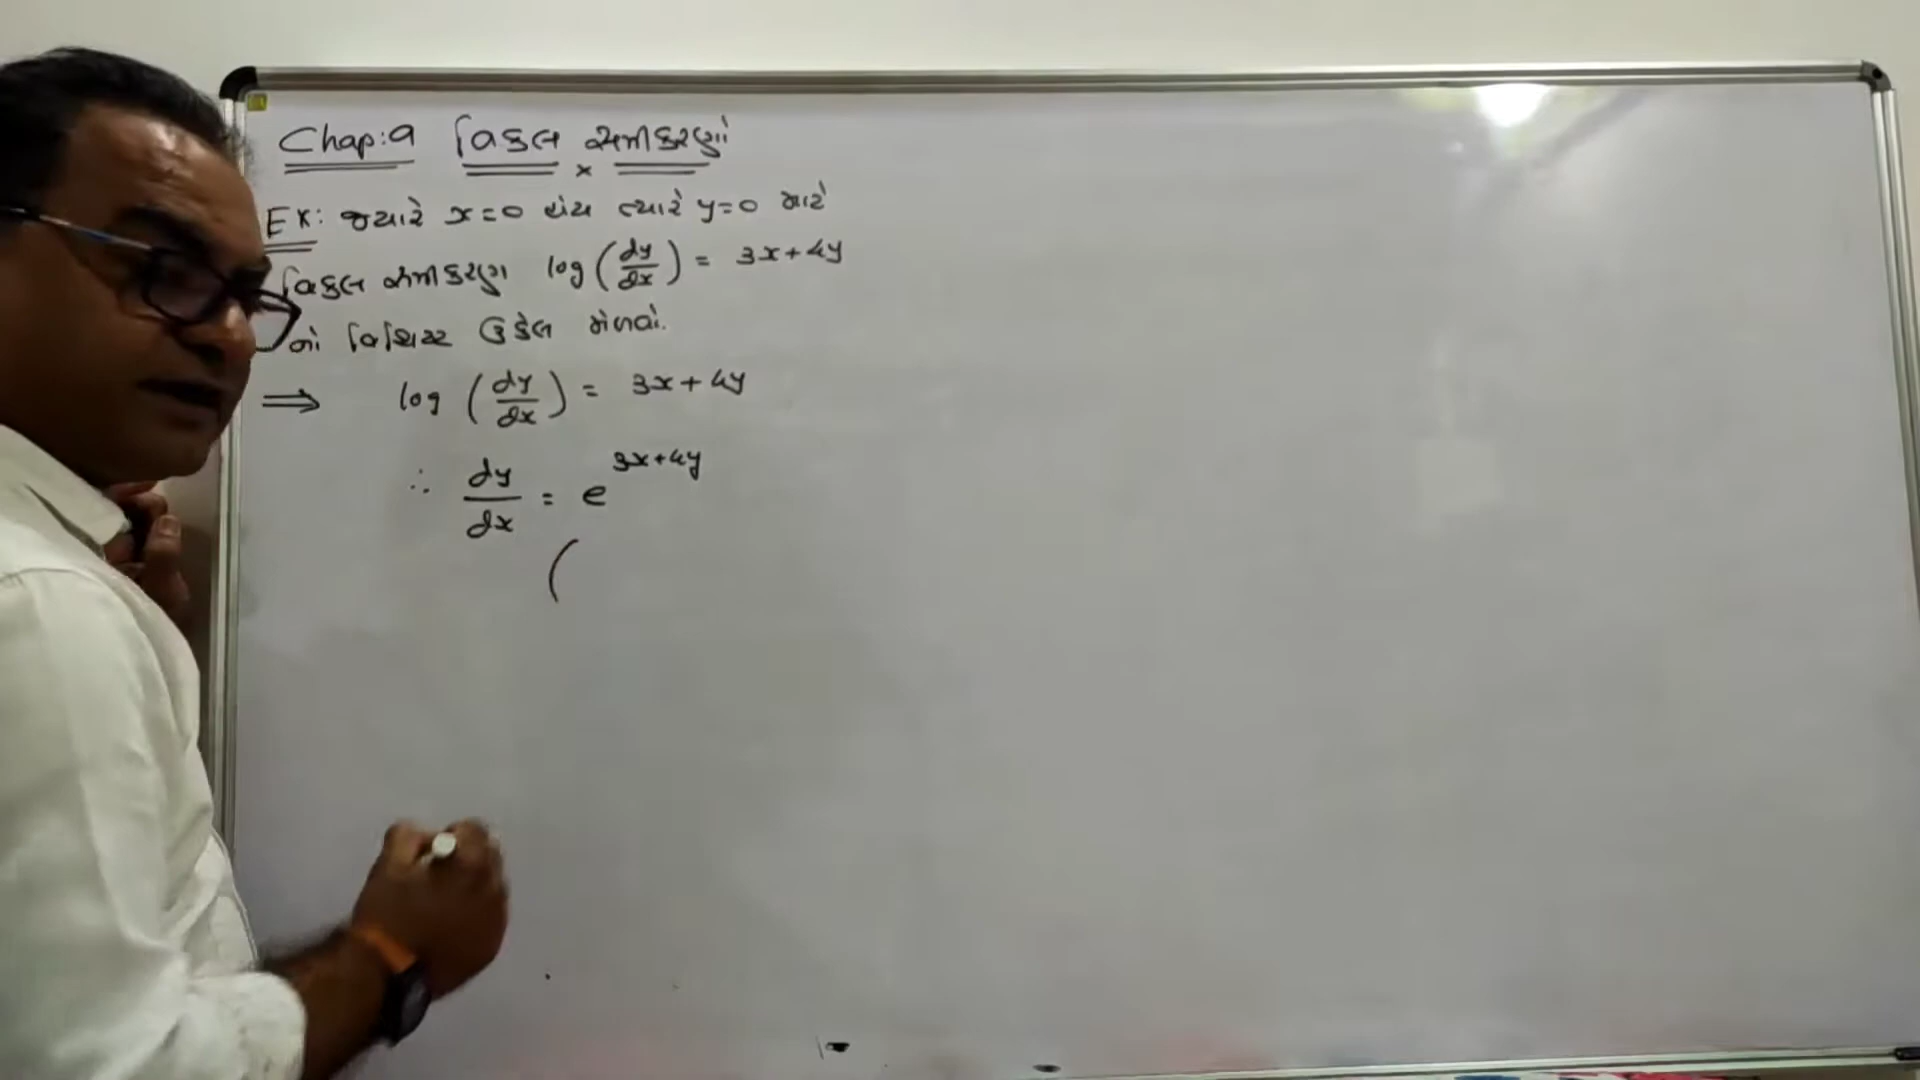 Chap:9 વિકલ સમીકરણો
×
Ex: જ્યારે x=0 હોય ત્યારે y=0 માટે
વિકલ સમીકરણ log (dy/dx) = 3x+4y
નો વિશિષ્ટ ઉકેલ મેળવો.
⇒ log (dy/dx) = 3x+4y
∴ dy/dx = e^3x+4y
(